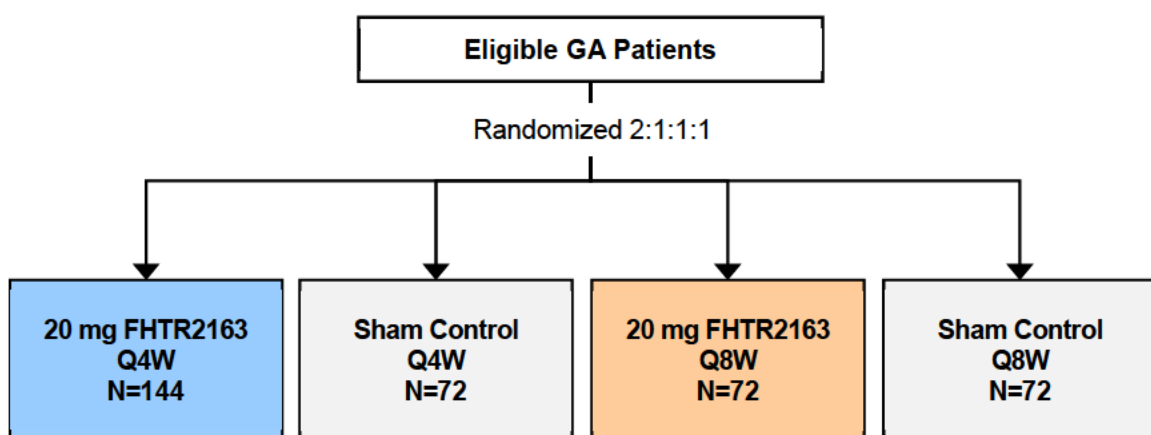 Eligible GA Patients
Randomized 2:1:1:1
20 mg FHTR2163
Q4W
N=144
Sham Control
Q4W
N=72
20 mg FHTR2163
Q8W
N=72
Sham Control
Q8W
N=72